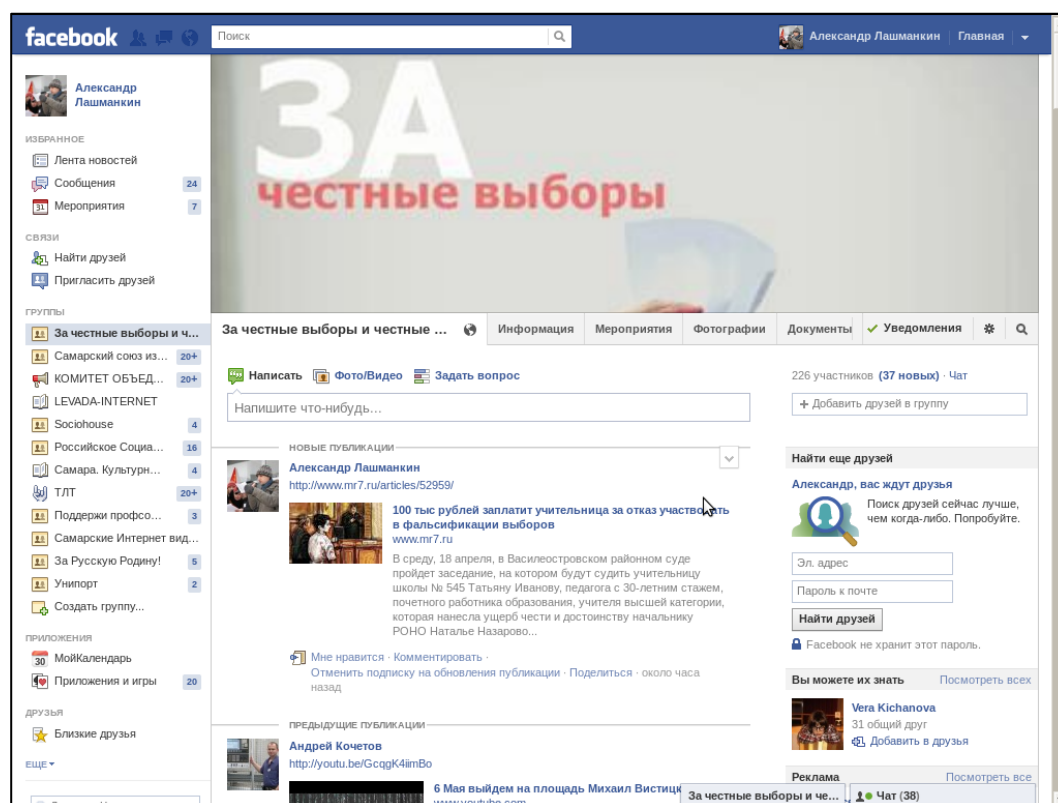 facebook
Поиск
Александр Лашманкин
Главная
Александр
Лашманкин
ИЗБРАННОЕ
Лента новостей
Сообщения 24
31 Мероприятия 7
СВЯЗИ
Найти друзей
Пригласить друзей
ГРУППЫ
За честные выборы и ч...
Самарский союз из... 20+
КОМИТЕТ ОБЪЕД... 20+
LEVADA-INTERNET
Sociohouse 4
Российское Социа... 16
Самара. Культурн... 4
ТЛТ 20+
Поддержи профсо... 3
Самарские Интернет вид...
За Русскую Родину! 5
Унипорт 2
Создать группу...
ПРИЛОЖЕНИЯ
30 МойКалендарь
Приложения и игры 20
ДРУЗЬЯ
Близкие друзья
ЕЩЕ
ЗА
честные выборы
За честные выборы и честные ...
Информация
Мероприятия
Фотографии
Документы
Уведомления
Написать Фото/Видео Задать вопрос
Напишите что-нибудь...
НОВЫЕ ПУБЛИКАЦИИ
Александр Лашманкин
http://www.mr7.ru/articles/52959/
100 тыс рублей заплатит учительница за отказ участвовать
в фальсификации выборов
www.mr7.ru
В среду, 18 апреля, в Василеостровском районном суде
пройдет заседание, на котором будут судить учительницу
школы № 545 Татьяну Иванову, педагога с 30-летним стажем,
почетного работника образования, учителя высшей категории,
которая нанесла ущерб чести и достоинству начальнику
РОНО Наталье Назарово...
Мне нравится · Комментировать ·
Отменить подписку на обновления публикации · Поделиться · около часа
назад
ПРЕДЫДУЩИЕ ПУБЛИКАЦИИ
Андрей Кочетов
http://youtu.be/GcqgK4iimBo
6 Мая выйдем на площадь Михаил Вистицк
www.youtube.com
226 участников (37 новых) · Чат
+ Добавить друзей в группу
Найти еще друзей
Александр, вас ждут друзья
Поиск друзей сейчас лучше,
чем когда-либо. Попробуйте.
Эл. адрес
Пароль к почте
Найти друзей
Facebook не хранит этот пароль.
Вы можете их знать Посмотреть всех
Vera Kichanova
31 общий друг
Добавить в друзья
Реклама Посмотреть все
За честные выборы и че...
Чат (38)